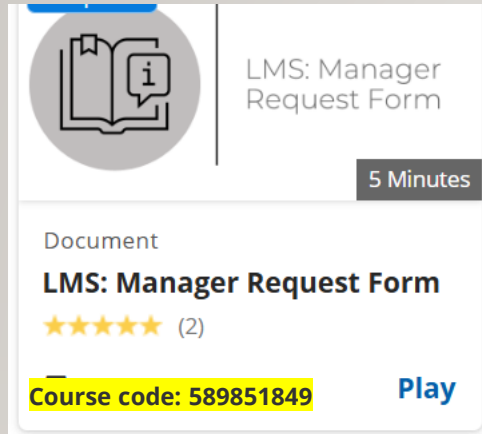 i
LMS: Manager
Request Form
5 Minutes
Document
LMS: Manager Request Form
(2)
Course code: 589851849
Play